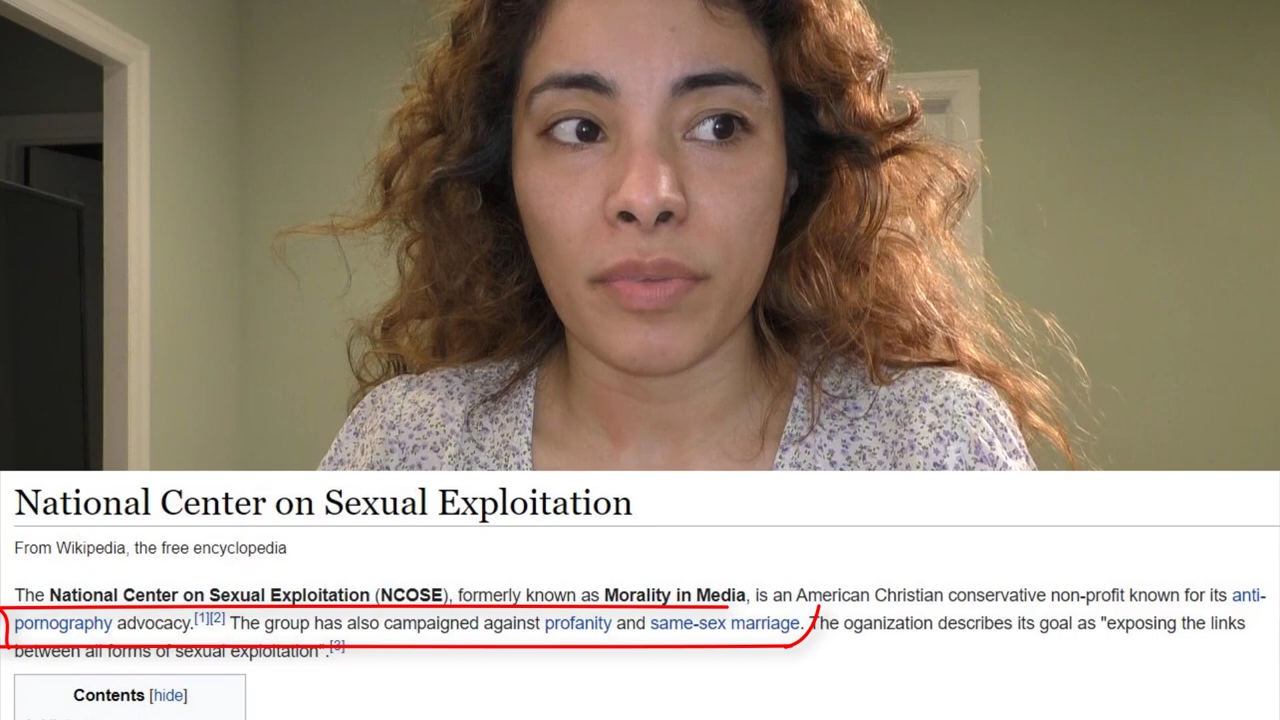 National Center on Sexual Exploitation
From Wikipedia, the free encyclopedia
The National Center on Sexual Exploitation (NCOSE), formerly known as Morality in Media, is an American Christian conservative non-profit known for its anti-
pornography advocacy.[1][2] The group has also campaigned against profanity and same-sex marriage. The oganization describes its goal as "exposing the links
between all forms of sexual exploitation".[3]
Contents [hide]